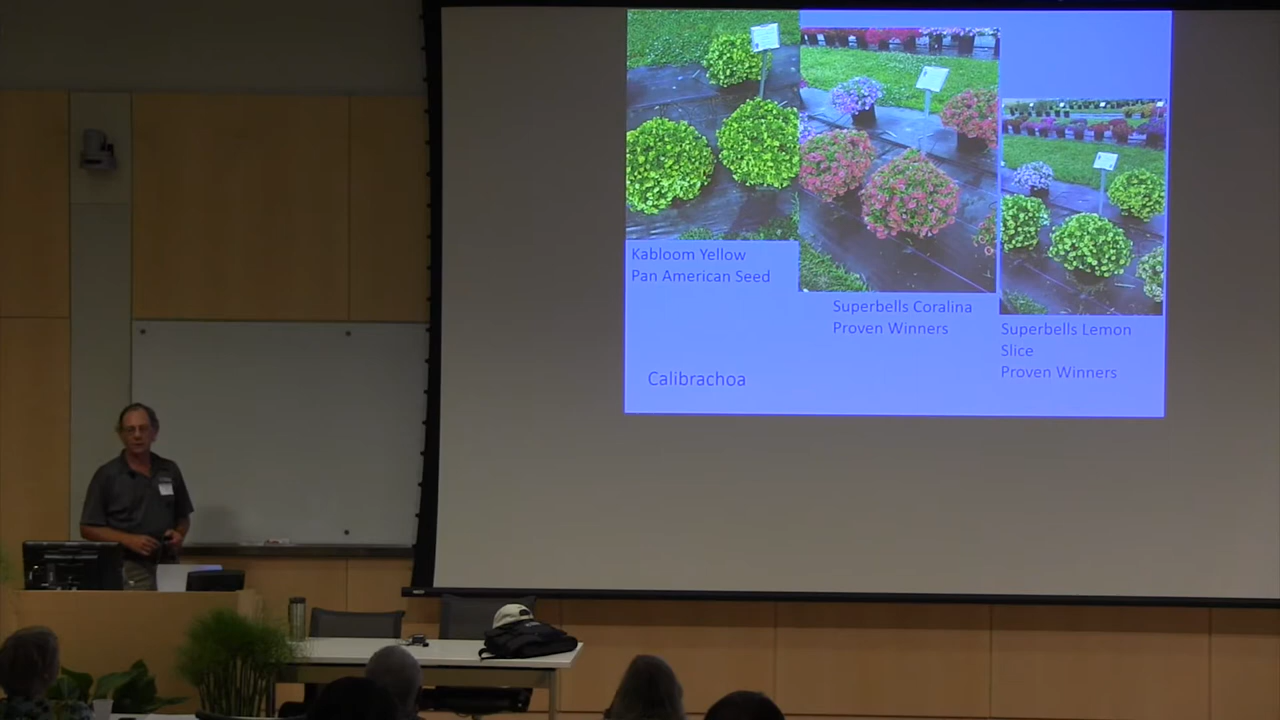 Kabloom Yellow
Pan American Seed
Superbells Coralina
Proven Winners
Superbells Lemon
Slice
Proven Winners
Calibrachoa